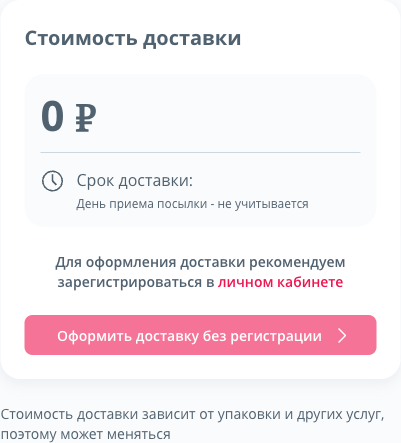 Стоимость доставки
0 ₽
Срок доставки:
День приема посылки - не учитывается
Для оформления доставки рекомендуем
зарегистрироваться в личном кабинете
Оформить доставку без регистрации
Стоимость доставки зависит от упаковки и других услуг,
поэтому может меняться